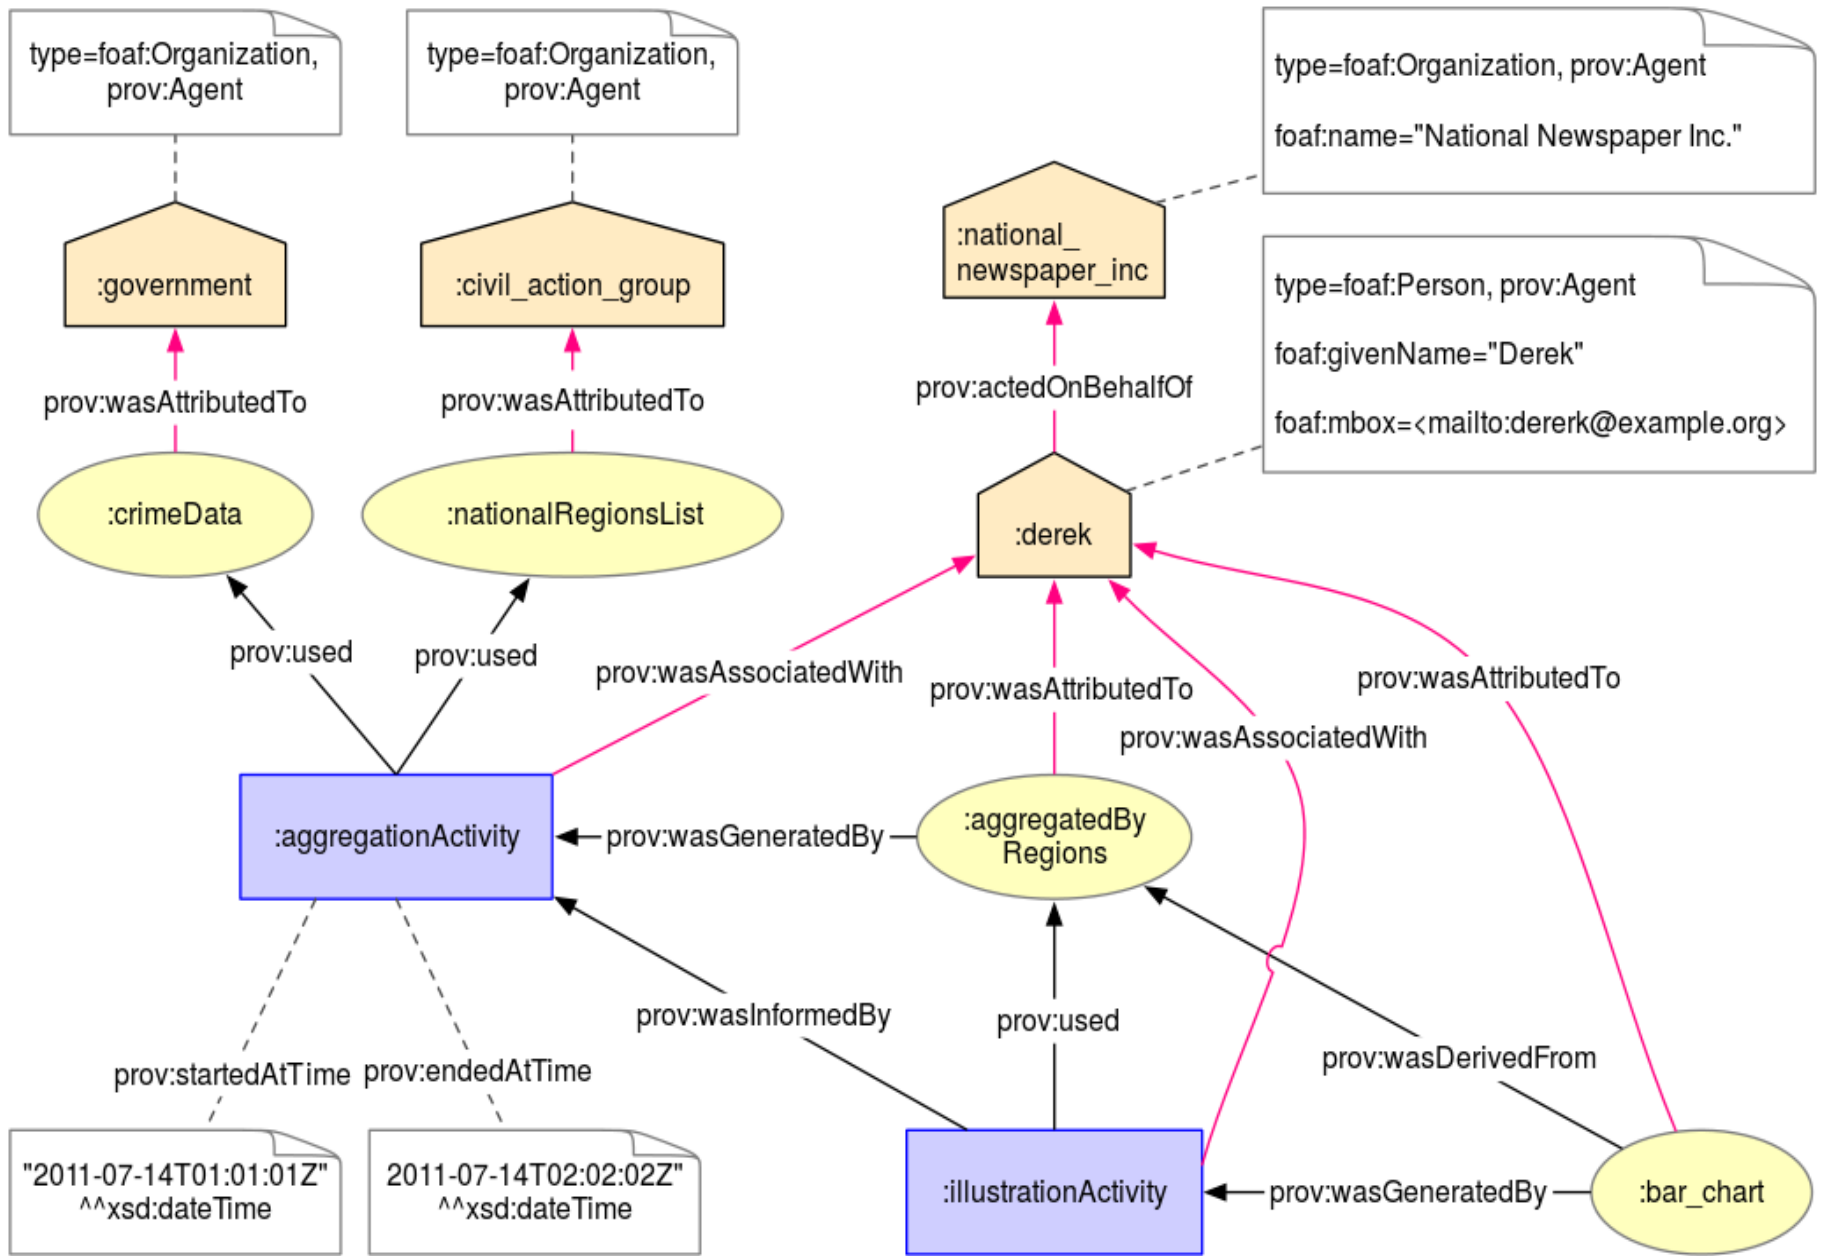 type=foaf:Organization,
prov:Agent
type=foaf:Organization,
prov:Agent
type=foaf:Organization, prov:Agent
foaf:name="National Newspaper Inc."
:government
:civil_action_group
:national_
newspaper_inc
type=foaf:Person, prov:Agent
foaf:givenName="Derek"
foaf:mbox=<mailto:dererk@example.org>
prov:wasAttributedTo
prov:wasAttributedTo
prov:actedOnBehalfOf
:crimeData
:nationalRegionsList
:derek
prov:used
prov:used
prov:wasAssociatedWith
prov:wasAttributedTo
prov:wasAttributedTo
prov:wasAssociatedWith
:aggregationActivity
prov:wasGeneratedBy
:aggregatedBy
Regions
prov:wasInformedBy
prov:used
prov:wasDerivedFrom
prov:startedAtTime
prov:endedAtTime
"2011-07-14T01:01:01Z"
^^xsd:dateTime
2011-07-14T02:02:02Z"
^^xsd:dateTime
:illustrationActivity
prov:wasGeneratedBy
:bar_chart